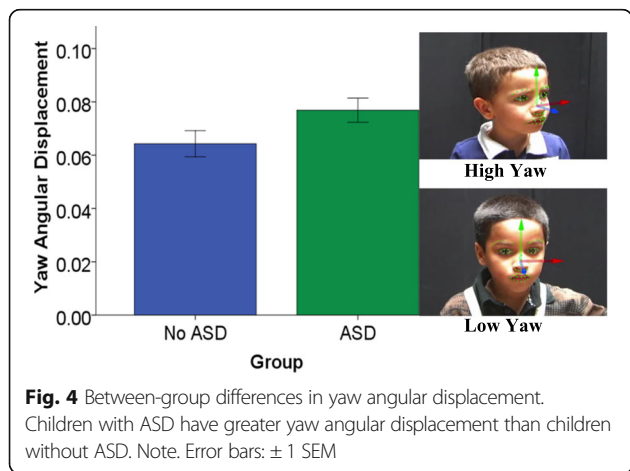 0.10
0.08
0.06
0.04
0.02
0.00
Yaw Angular Displacement
No ASD
ASD
Group
High Yaw
Low Yaw
Fig. 4 Between-group differences in yaw angular displacement.
Children with ASD have greater yaw angular displacement than children
without ASD. Note. Error bars: ± 1 SEM